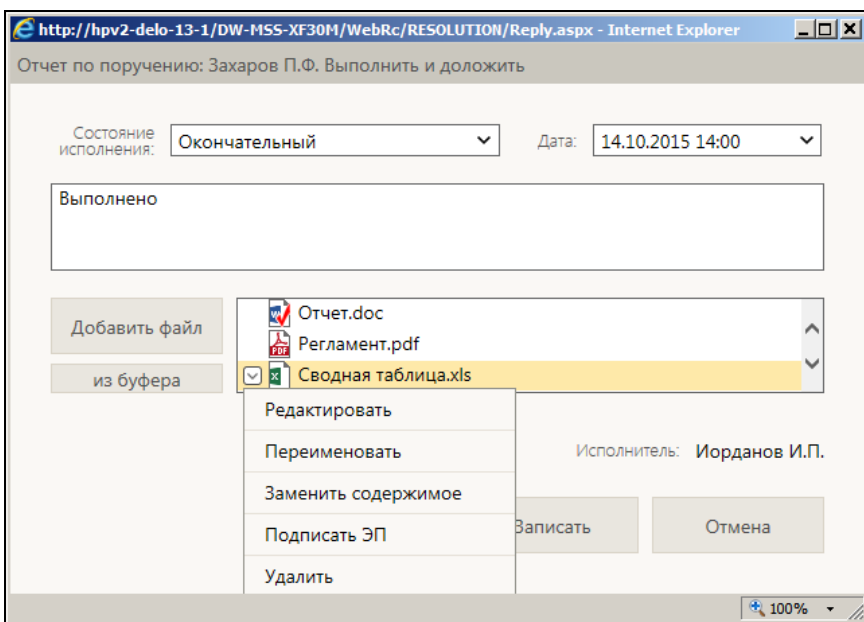 http://hpv2-delo-13-1/DW-MSS-XF30M/WebRc/RESOLUTION/Reply.aspx - Internet Explorer
Отчет по поручению: Захаров П.Ф. Выполнить и доложить
Состояние исполнения: Окончательный Дата: 14.10.2015 14:00
Выполнено
Добавить файл
из буфера
Отчет.doc
PDF Регламент.pdf
Сводная таблица.xls
Редактировать
Переименовать
Заменить содержимое
Подписать ЭП
Удалить
Исполнитель: Иорданов И.П.
Записать Отмена
100%